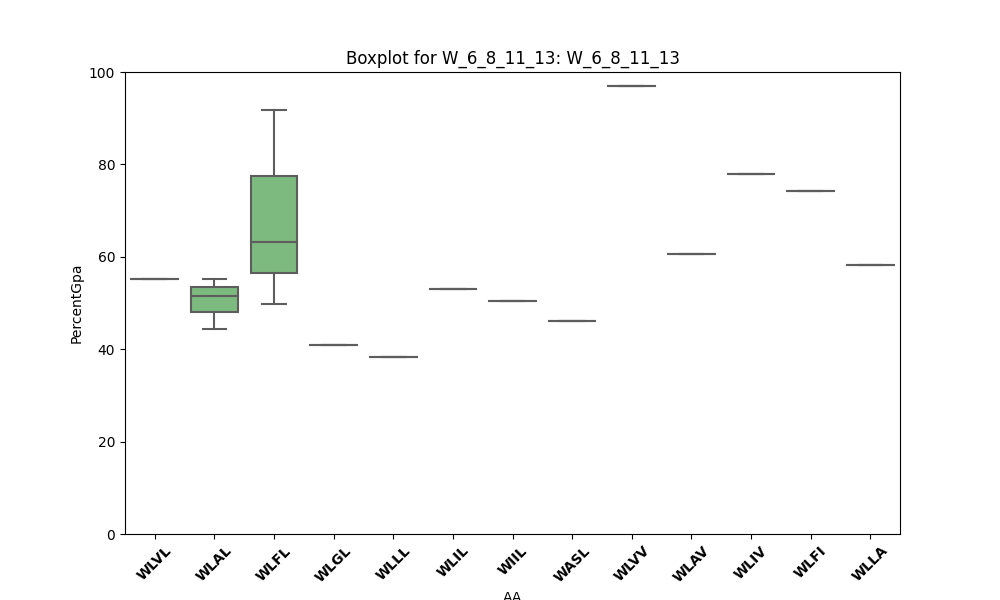 Boxplot for W_6_8_11_13: W_6_8_11_13
100
80
60
40
20
0
PercentGpa
WLVL WLAL WLFL WLGL WLLL WLIL WIIL WASL WLVV WLAV WLIV WLFI WLLA
AA